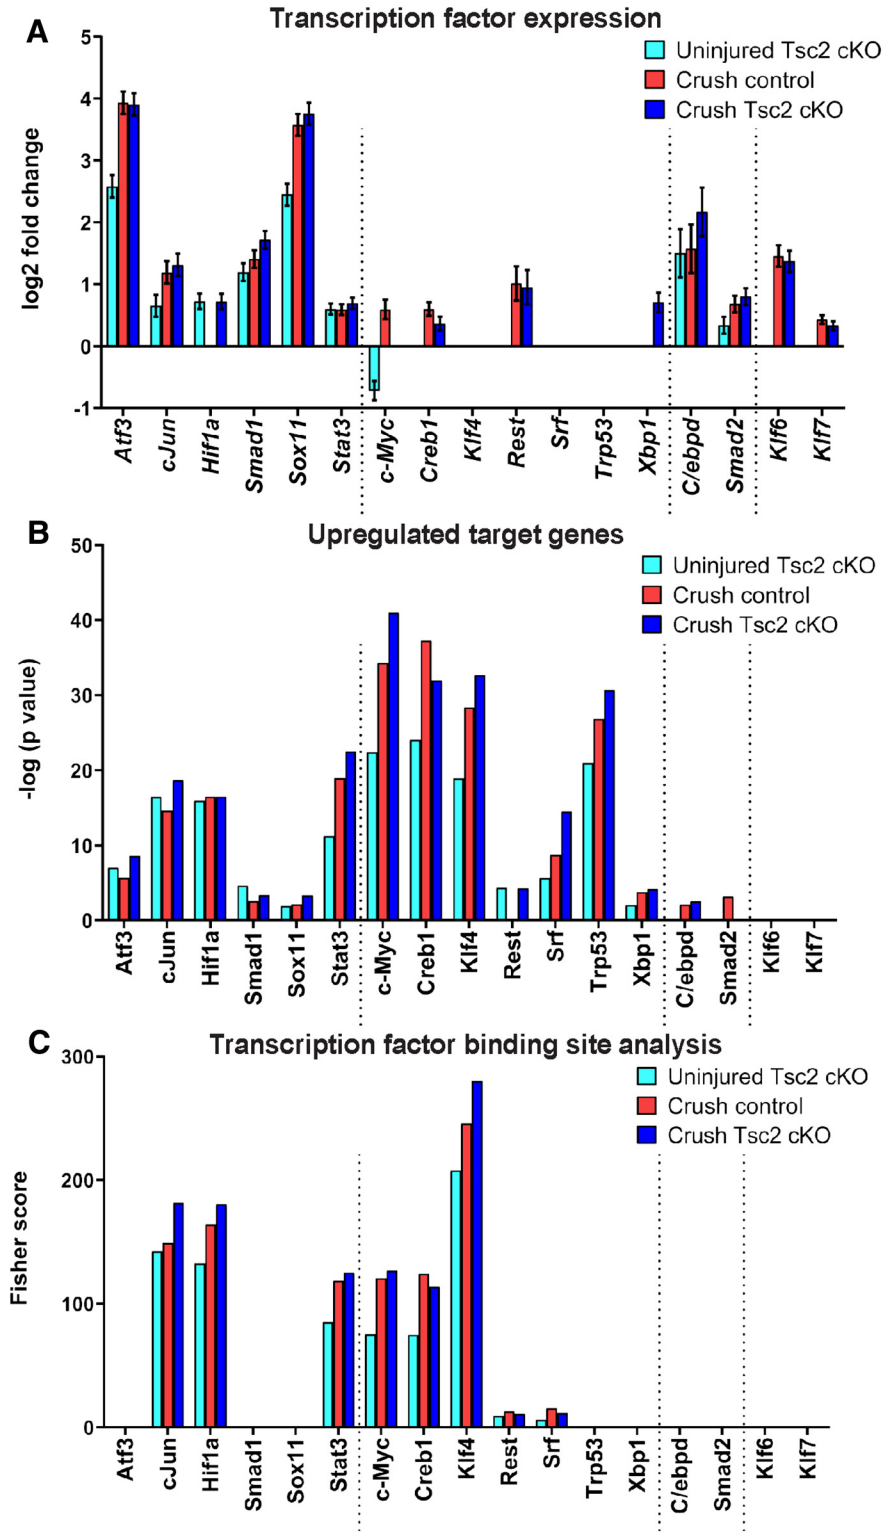 A
Transcription factor expression
Uninjured Tsc2 cKO
Crush control
Crush Tsc2 cKO
log2 fold change
5
4
3
2
1
0
-1
Atf3 cJun Hif1a Smad1 Sox11 Stat3 c-Myc Creb1 Klf4 Rest Srf Trp53 Xbp1 C/ebpd Smad2 Klf6 Klf7
B
Upregulated target genes
Uninjured Tsc2 cKO
Crush control
Crush Tsc2 cKO
-log (p value)
50
40
30
20
10
0
Atf3 cJun Hif1a Smad1 Sox11 Stat3 c-Myc Creb1 Klf4 Rest Srf Trp53 Xbp1 C/ebpd Smad2 Klf6 Klf7
C
Transcription factor binding site analysis
Uninjured Tsc2 cKO
Crush control
Crush Tsc2 cKO
Fisher score
300
200
100
0
Atf3 cJun Hif1a Smad1 Sox11 Stat3 c-Myc Creb1 Klf4 Rest Srf Trp53 Xbp1 C/ebpd Smad2 Klf6 Klf7